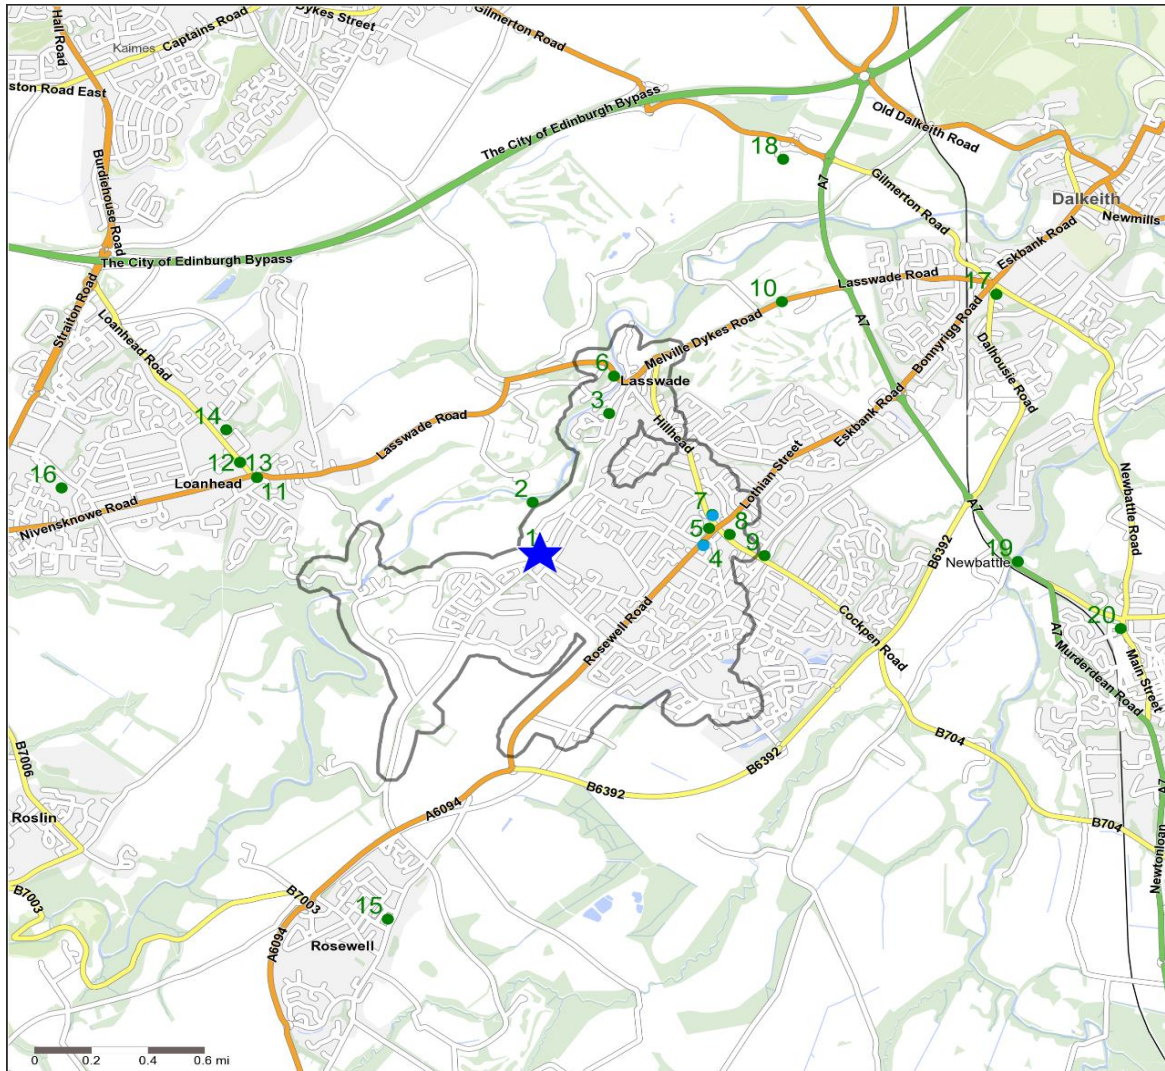 Hall Road
Kaimes
Captains Road
Dykes Street
Gilmerton Road
ston Road East
The City of Edinburgh Bypass
Old Dalkeith Road
Burdiehouse Road
18
A7
Gilmerton Road
Dalkeith
Newmills
Eskbank Road
The City of Edinburgh Bypass
Straiton Road
Loanhead Road
10
Lasswade Road
17
Melville Dykes Road
Bonnyrigg Road
A7
Dalhousie Road
6
Lasswade
3
14
Lasswade Road
Hillhead
Eskbank Road
12
13
Loanhead
11
16
Nivensknowe Road
2
Lothian Street
7
5
8
9
4
1
A7
Newbattle Road
B6392
19
Newbattle
20
Rosewell Road
Cockpen Road
A7 Murderdean Road
Main Street
B7006
B704
B6392
Roslin
A6094
B6392
B704
A7
Newtonloan
B7003
B7003
15
Rosewell
A6094
0 0.2 0.4 0.6 mi